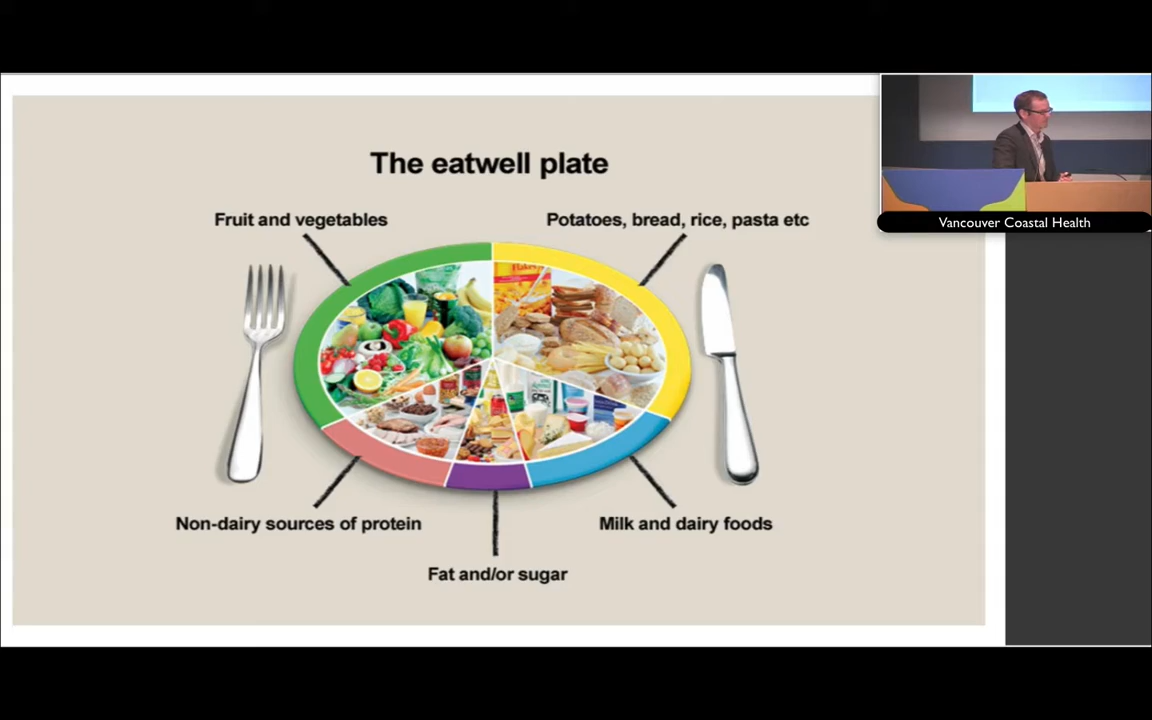 The eatwell plate
Fruit and vegetables
Potatoes, bread, rice, pasta etc
Flakes
Non-dairy sources of protein
Milk and dairy foods
Fat and/or sugar
Vancouver Coastal Health